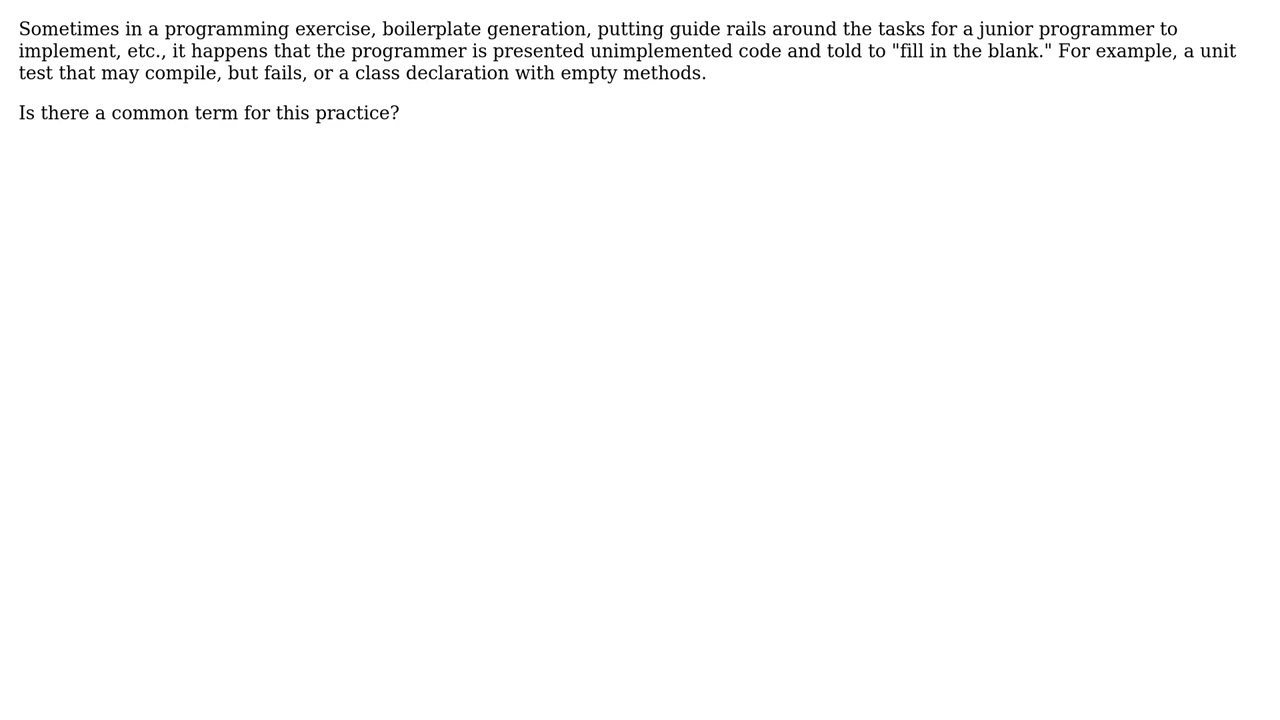 Sometimes in a programming exercise, boilerplate generation, putting guide rails around the tasks for a junior programmer to
implement, etc., it happens that the programmer is presented unimplemented code and told to "fill in the blank." For example, a unit
test that may compile, but fails, or a class declaration with empty methods.
Is there a common term for this practice?